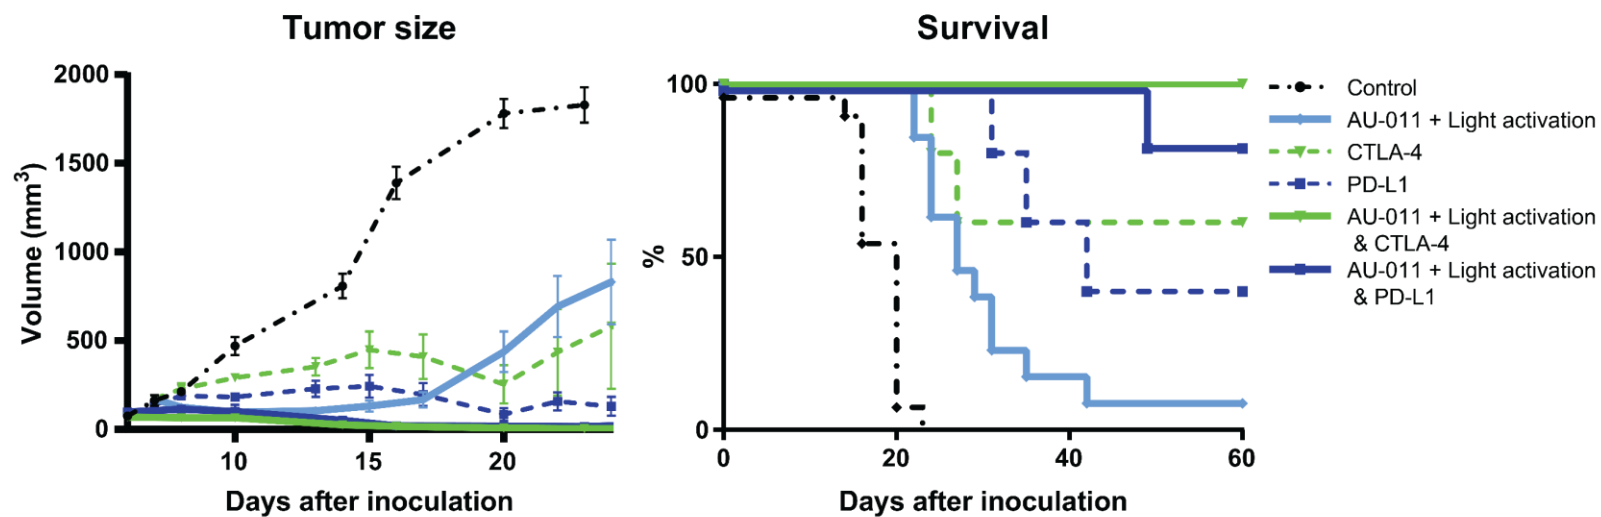 Tumor size
Volume (mm³)
2000
1500
1000
500
0
10
15
20
Days after inoculation
Survival
%
100
50
0
0
20
40
60
Days after inoculation
Control
AU-011 + Light activation
CTLA-4
PD-L1
AU-011 + Light activation
& CTLA-4
AU-011 + Light activation
& PD-L1